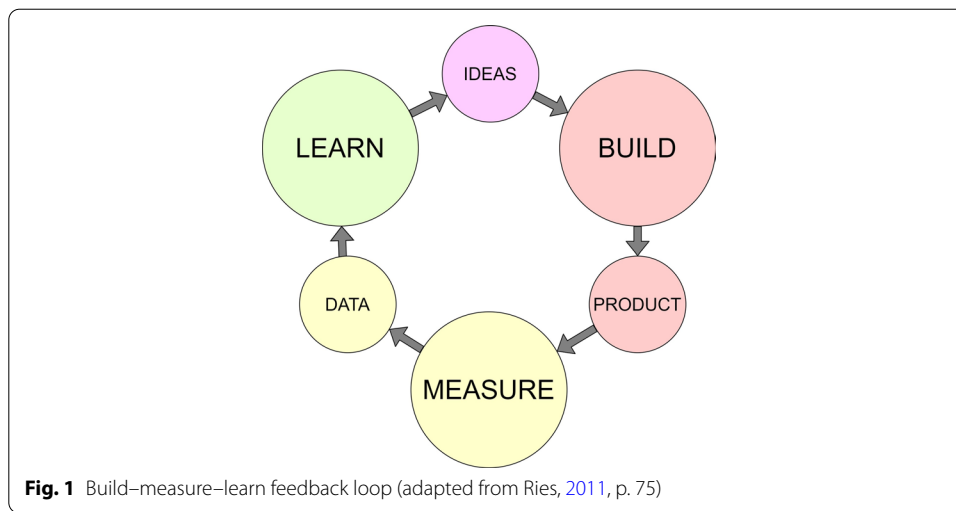 IDEAS
LEARN
BUILD
DATA
PRODUCT
MEASURE
Fig. 1 Build–measure–learn feedback loop (adapted from Ries, 2011, p. 75)